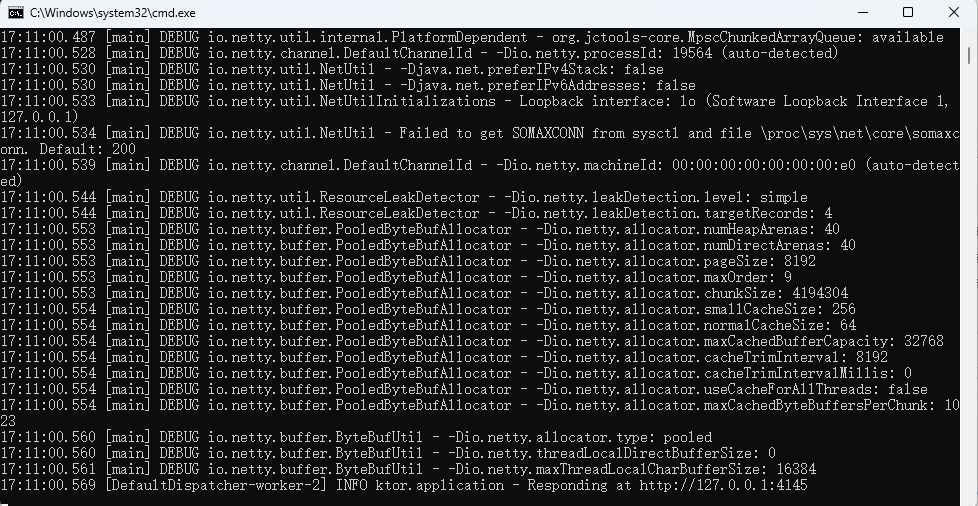 C:\Windows\system32\cmd.exe
17:11:00.487 [main] DEBUG io.netty.util.internal.PlatformDependent - org.jctools-core.MpscChunkedArrayQueue: available
17:11:00.528 [main] DEBUG io.netty.channel.DefaultChannelId - -Dio.netty.processId: 19564 (auto-detected)
17:11:00.530 [main] DEBUG io.netty.util.NetUtil - -Djava.net.preferIPv4Stack: false
17:11:00.530 [main] DEBUG io.netty.util.NetUtil - -Djava.net.preferIPv6Addresses: false
17:11:00.533 [main] DEBUG io.netty.util.NetUtilInitializations - Loopback interface: lo (Software Loopback Interface 1,
127.0.0.1)
17:11:00.534 [main] DEBUG io.netty.util.NetUtil - Failed to get SOMAXCONN from sysctl and file \proc\sys\net\core\somaxc
onn. Default: 200
17:11:00.539 [main] DEBUG io.netty.channel.DefaultChannelId - -Dio.netty.machineId: 00:00:00:00:00:00:00:e0 (auto-detect
ed)
17:11:00.544 [main] DEBUG io.netty.util.ResourceLeakDetector - -Dio.netty.leakDetection.level: simple
17:11:00.544 [main] DEBUG io.netty.util.ResourceLeakDetector - -Dio.netty.leakDetection.targetRecords: 4
17:11:00.553 [main] DEBUG io.netty.buffer.PooledByteBufAllocator - -Dio.netty.allocator.numHeapArenas: 40
17:11:00.553 [main] DEBUG io.netty.buffer.PooledByteBufAllocator - -Dio.netty.allocator.numDirectArenas: 40
17:11:00.553 [main] DEBUG io.netty.buffer.PooledByteBufAllocator - -Dio.netty.allocator.pageSize: 8192
17:11:00.553 [main] DEBUG io.netty.buffer.PooledByteBufAllocator - -Dio.netty.allocator.maxOrder: 9
17:11:00.553 [main] DEBUG io.netty.buffer.PooledByteBufAllocator - -Dio.netty.allocator.chunkSize: 4194304
17:11:00.554 [main] DEBUG io.netty.buffer.PooledByteBufAllocator - -Dio.netty.allocator.smallCacheSize: 256
17:11:00.554 [main] DEBUG io.netty.buffer.PooledByteBufAllocator - -Dio.netty.allocator.normalCacheSize: 64
17:11:00.554 [main] DEBUG io.netty.buffer.PooledByteBufAllocator - -Dio.netty.allocator.maxCachedBufferCapacity: 32768
17:11:00.554 [main] DEBUG io.netty.buffer.PooledByteBufAllocator - -Dio.netty.allocator.cacheTrimInterval: 8192
17:11:00.554 [main] DEBUG io.netty.buffer.PooledByteBufAllocator - -Dio.netty.allocator.cacheTrimIntervalMillis: 0
17:11:00.554 [main] DEBUG io.netty.buffer.PooledByteBufAllocator - -Dio.netty.allocator.useCacheForAllThreads: false
17:11:00.554 [main] DEBUG io.netty.buffer.PooledByteBufAllocator - -Dio.netty.allocator.maxCachedByteBuffersPerChunk: 10
23
17:11:00.560 [main] DEBUG io.netty.buffer.ByteBufUtil - -Dio.netty.allocator.type: pooled
17:11:00.560 [main] DEBUG io.netty.buffer.ByteBufUtil - -Dio.netty.threadLocalDirectBufferSize: 0
17:11:00.561 [main] DEBUG io.netty.buffer.ByteBufUtil - -Dio.netty.maxThreadLocalCharBufferSize: 16384
17:11:00.569 [DefaultDispatcher-worker-2] INFO ktor.application - Responding at http://127.0.0.1:4145